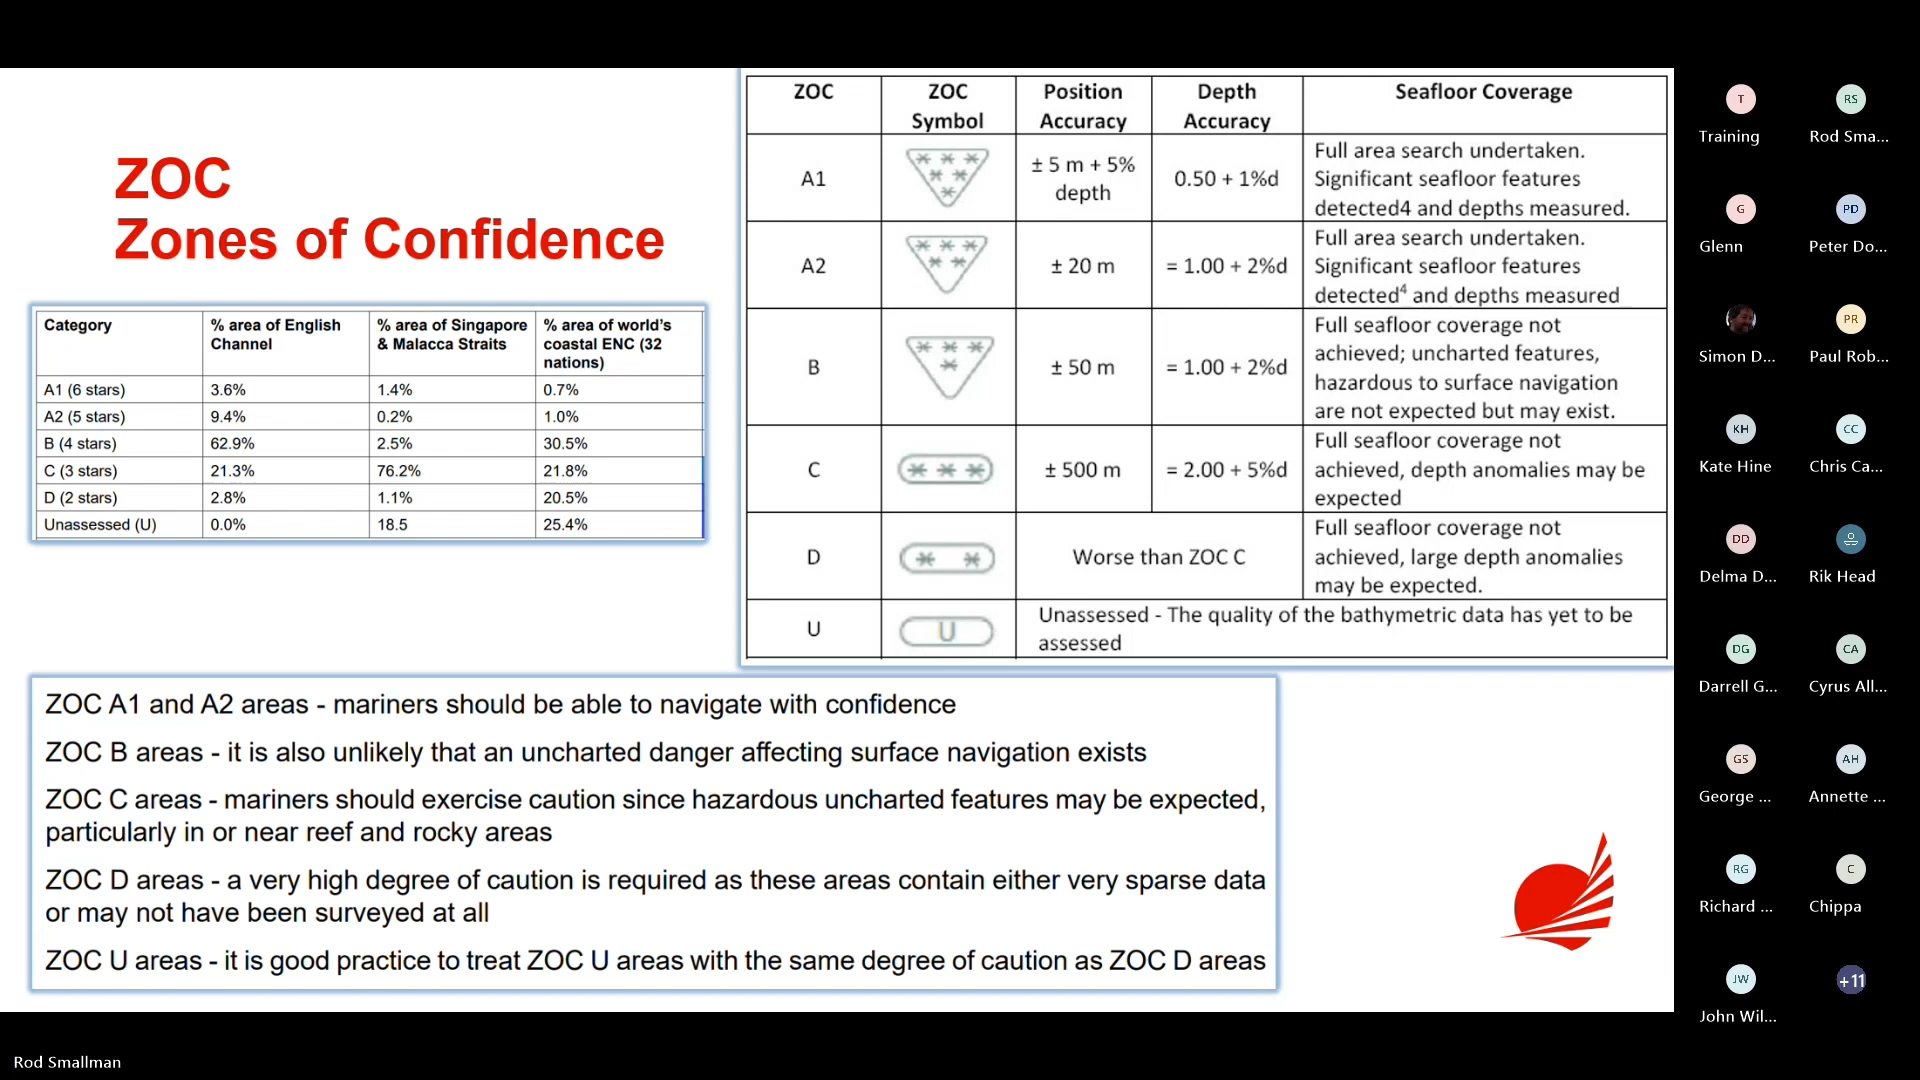 ZOC
Zones of Confidence
Category % area of English Channel % area of Singapore & Malacca Straits % area of world's coastal ENC (32 nations)
A1 (6 stars) 3.6% 1.4% 0.7%
A2 (5 stars) 9.4% 0.2% 1.0%
B (4 stars) 62.9% 2.5% 30.5%
C (3 stars) 21.3% 76.2% 21.8%
D (2 stars) 2.8% 1.1% 20.5%
Unassessed (U) 0.0% 18.5 25.4%
ZOC ZOC Symbol Position Accuracy Depth Accuracy Seafloor Coverage
A1 ± 5 m + 5% depth 0.50 + 1%d Full area search undertaken.
Significant seafloor features
detected4 and depths measured.
A2 ± 20 m = 1.00 + 2%d Full area search undertaken.
Significant seafloor features
detected⁴ and depths measured
B ± 50 m = 1.00 + 2%d Full seafloor coverage not
achieved; uncharted features,
hazardous to surface navigation
are not expected but may exist.
C ± 500 m = 2.00 + 5%d Full seafloor coverage not
achieved, depth anomalies may be
expected
D Worse than ZOC C Full seafloor coverage not
achieved, large depth anomalies
may be expected.
U U Unassessed - The quality of the bathymetric data has yet to be
assessed
ZOC A1 and A2 areas - mariners should be able to navigate with confidence
ZOC B areas - it is also unlikely that an uncharted danger affecting surface navigation exists
ZOC C areas - mariners should exercise caution since hazardous uncharted features may be expected,
particularly in or near reef and rocky areas
ZOC D areas - a very high degree of caution is required as these areas contain either very sparse data
or may not have been surveyed at all
ZOC U areas - it is good practice to treat ZOC U areas with the same degree of caution as ZOC D areas
T RS
Training Rod Sma...
G PD
Glenn Peter Do...
PR
Simon D... Paul Rob...
KH CC
Kate Hine Chris Ca...
DD
Delma D... Rik Head
DG CA
Darrell G... Cyrus All...
GS AH
George ... Annette ...
RG C
Richard ... Chippa
JW +11
John Wil...
Rod Smallman